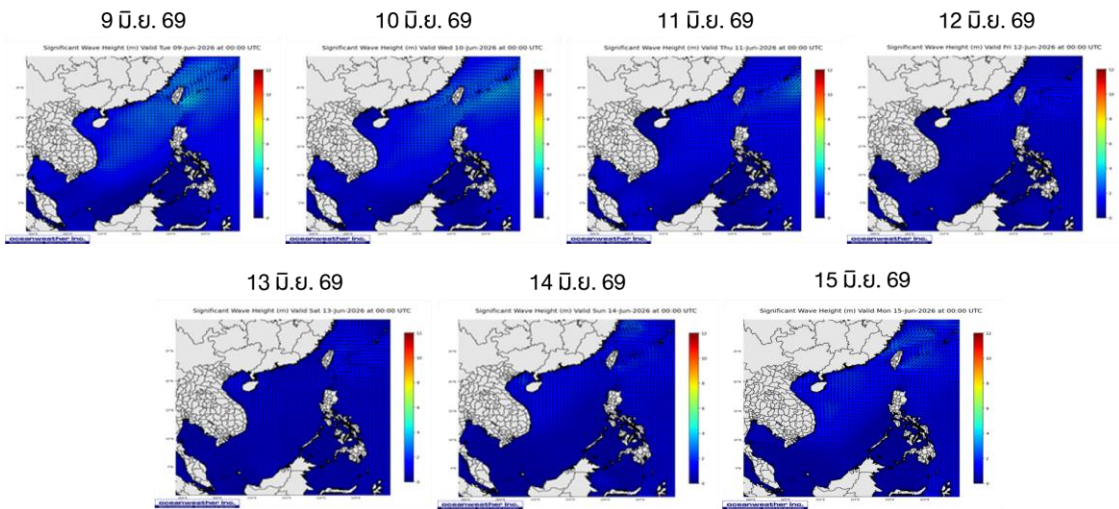 9 มิ.ย. 69
10 มิ.ย. 69
11 มิ.ย. 69
12 มิ.ย. 69
Significant Wave Height (m) Valid Tue 09-Jun-2026 at 00:00 UTC
Significant Wave Height (m) Valid Wed 10-Jun-2026 at 00:00 UTC
Significant Wave Height (m) Valid Thu 11-Jun-2026 at 00:00 UTC
Significant Wave Height (m) Valid Fri 12-Jun-2026 at 00:00 UTC
oceanweather inc.
oceanweather inc.
oceanweather inc.
oceanweather inc.
13 มิ.ย. 69
14 มิ.ย. 69
15 มิ.ย. 69
Significant Wave Height (m) Valid Sat 13-Jun-2026 at 00:00 UTC
Significant Wave Height (m) Valid Sun 14-Jun-2026 at 00:00 UTC
Significant Wave Height (m) Valid Mon 15-Jun-2026 at 00:00 UTC
oceanweather inc.
oceanweather inc.
oceanweather inc.